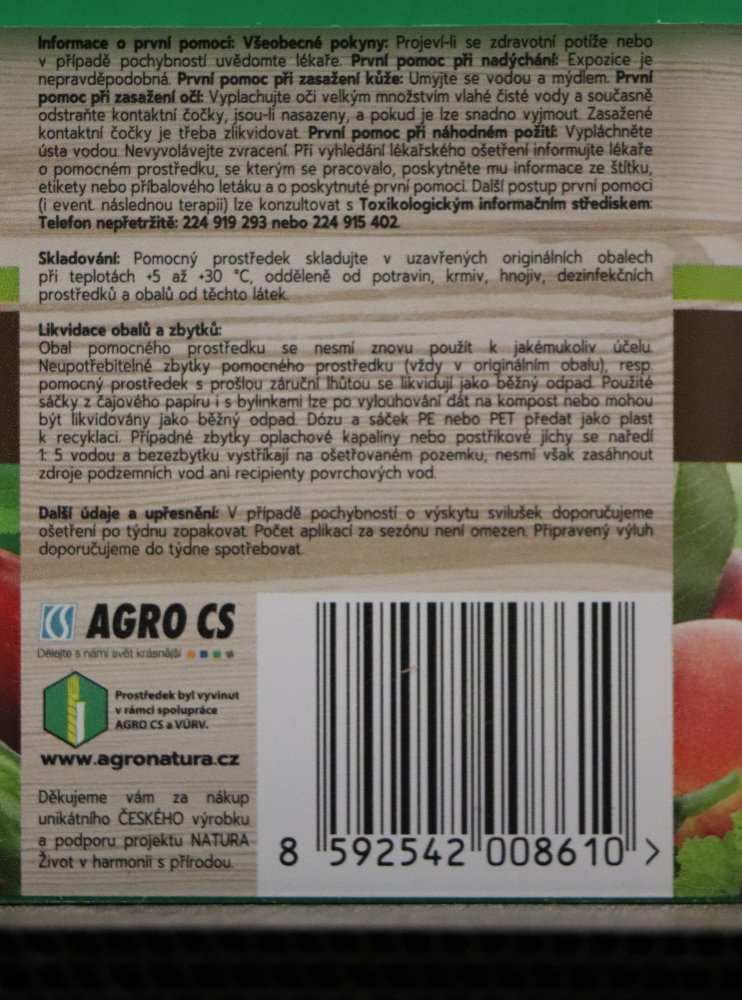 Informace o první pomoci: Všeobecné pokyny: Projeví-li se zdravotní potíže nebo
v případě pochybností uvědomte lékaře. První pomoc při nadýchání: Expozice je
nepravděpodobná. První pomoc při zasažení kůže: Umyjte se vodou a mýdlem. První
pomoc při zasažení očí: Vyplachujte oči velkým množstvím vlahé čisté vody a současně
odstraňte kontaktní čočky, jsou-li nasazeny, a pokud je lze snadno vyjmout. Zasažené
kontaktní čočky je třeba zlikvidovat. První pomoc při náhodném požití: Vypláchněte
ústa vodou. Nevyvolávejte zvracení. Při vyhledání lékařského ošetření informujte lékaře
o pomocném prostředku, se kterým se pracovalo, poskytněte mu informace ze štítku,
etikety nebo příbalového letáku a o poskytnuté první pomoci. Další postup první pomoci
(i event. následnou terapii) lze konzultovat s Toxikologickým informačním střediskem:
Telefon nepřetržitě: 224 919 293 nebo 224 915 402.
Skladování: Pomocný prostředek skladujte v uzavřených originálních obalech
při teplotách +5 až +30 °C, odděleně od potravin, krmiv, hnojiv, dezinfekčních
prostředků a obalů od těchto látek.
Likvidace obalů a zbytků:
Obal pomocného prostředku se nesmí znovu použít k jakémukoliv účelu.
Neupotřebitelné zbytky pomocného prostředku (vždy v originálním obalu), resp.
pomocný prostředek s prošlou záruční lhůtou se likvidují jako běžný odpad. Použité
sáčky z čajového papíru i s bylinkami lze po vylouhování dát na kompost nebo mohou
být likvidovány jako běžný odpad. Dózu a sáček PE nebo PET předat jako plast
k recyklaci. Případné zbytky oplachové kapaliny nebo postřikové jíchy se naředí
1: 5 vodou a bezezbytku vystříkají na ošetřovaném pozemku, nesmí však zasáhnout
zdroje podzemních vod ani recipienty povrchových vod.
Další údaje a upřesnění: V případě pochybností o výskytu svilušek doporučujeme
ošetření po týdnu zopakovat. Počet aplikací za sezónu není omezen. Připravený výluh
doporučujeme do týdne spotřebovat.
AGRO CS
Dělejte s námi svět krásnější
Prostředek byl vyvinut
v rámci spolupráce
AGRO CS a VÚRV.
www.agronatura.cz
Děkujeme vám za nákup
unikátního ČESKÉHO výrobku
a podporu projektu NATURA
Život v harmonii s přírodou.
8 592542 008610 >